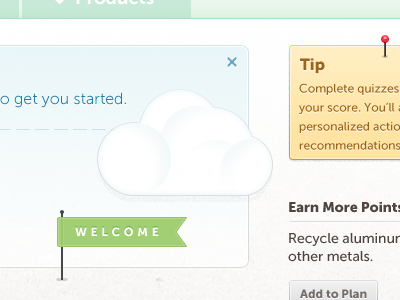 Products
o get you started.
WELCOME
Tip
Complete quizzes
your score. You'll
personalized actio
recommendations
Earn More Points
Recycle aluminu
other metals.
Add to Plan